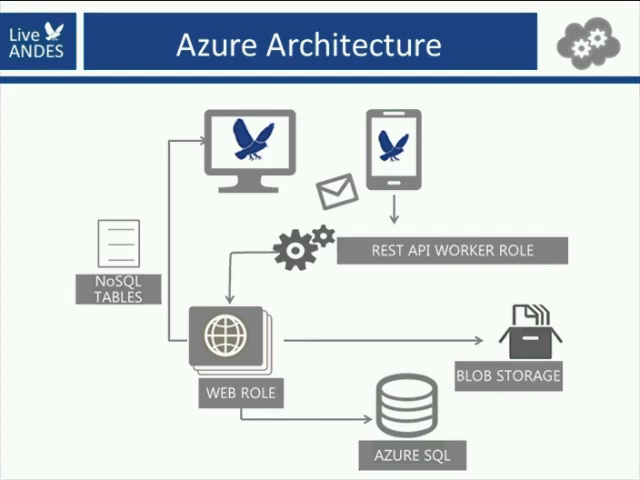 Live
ANDES
Azure Architecture
REST API WORKER ROLE
NoSQL
TABLES
BLOB STORAGE
WEB ROLE
AZURE SQL